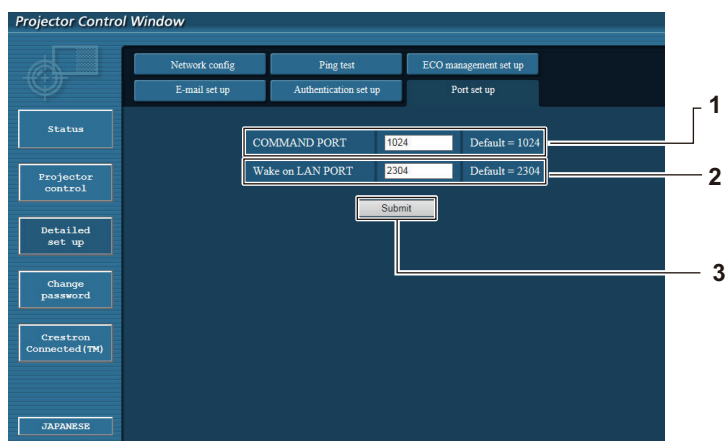 Projector Control Window
Network config
Ping test
ECO management set up
E-mail set up
Authentication set up
Port set up
Status
Projector
control
Detailed
set up
Change
password
Crestron
Connected(TM)
JAPANESE
COMMAND PORT 1024 Default = 1024
Wake on LAN PORT 2304 Default = 2304
Submit
1
2
3